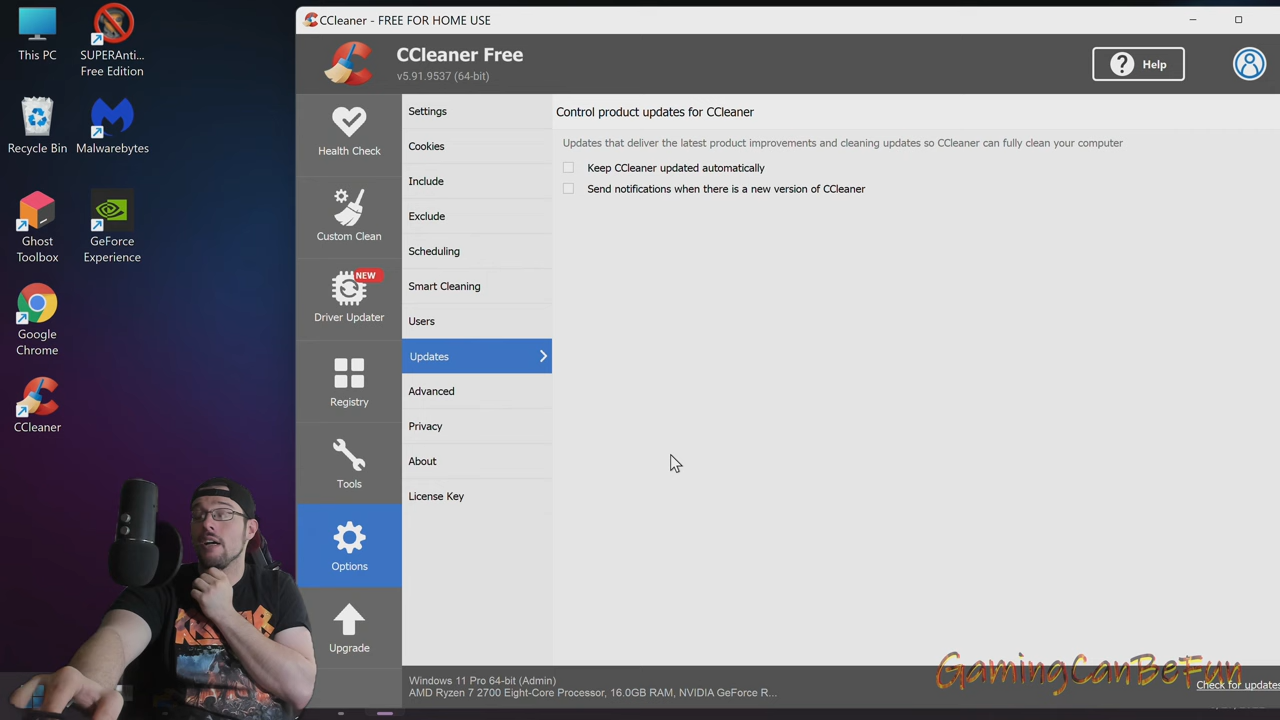 This PC
SUPERAnti...
Free Edition
Recycle Bin
Malwarebytes
Ghost
Toolbox
GeForce
Experience
Google
Chrome
CCleaner
CCleaner - FREE FOR HOME USE
CCleaner Free
v5.91.9537 (64-bit)
? Help
Health Check
Custom Clean
NEW
Driver Updater
Registry
Tools
Options
Upgrade
Settings
Cookies
Include
Exclude
Scheduling
Smart Cleaning
Users
Updates
Advanced
Privacy
About
License Key
Control product updates for CCleaner
Updates that deliver the latest product improvements and cleaning updates so CCleaner can fully clean your computer
Keep CCleaner updated automatically
Send notifications when there is a new version of CCleaner
Windows 11 Pro 64-bit (Admin)
AMD Ryzen 7 2700 Eight-Core Processor, 16.0GB RAM, NVIDIA GeForce R...
GamingCanBeFun
Check for updates